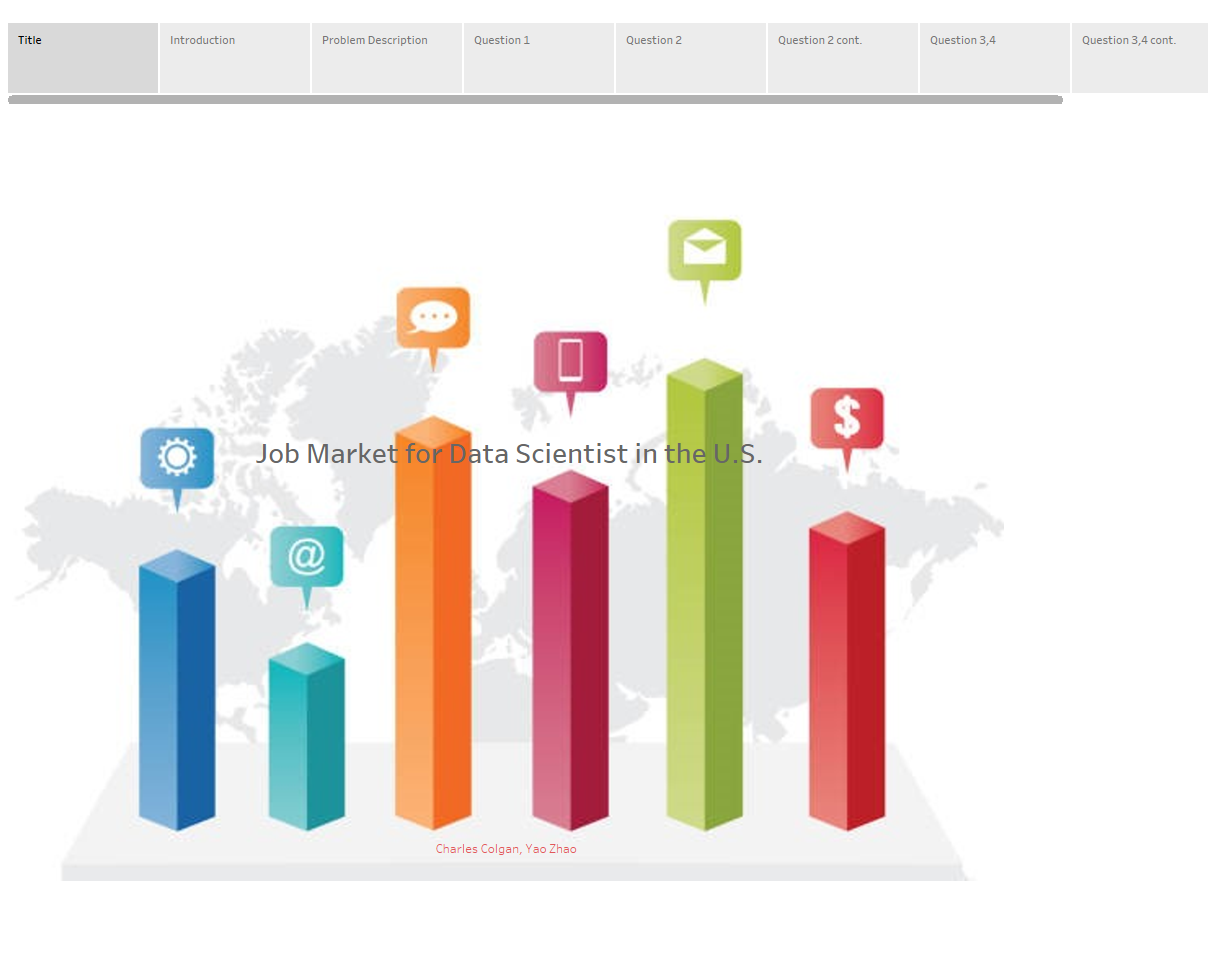 Title
Introduction
Problem Description
Question 1
Question 2
Question 2 cont.
Question 3,4
Question 3,4 cont.
@
$
Job Market for Data Scientist in the U.S.
Charles Colgan, Yao Zhao